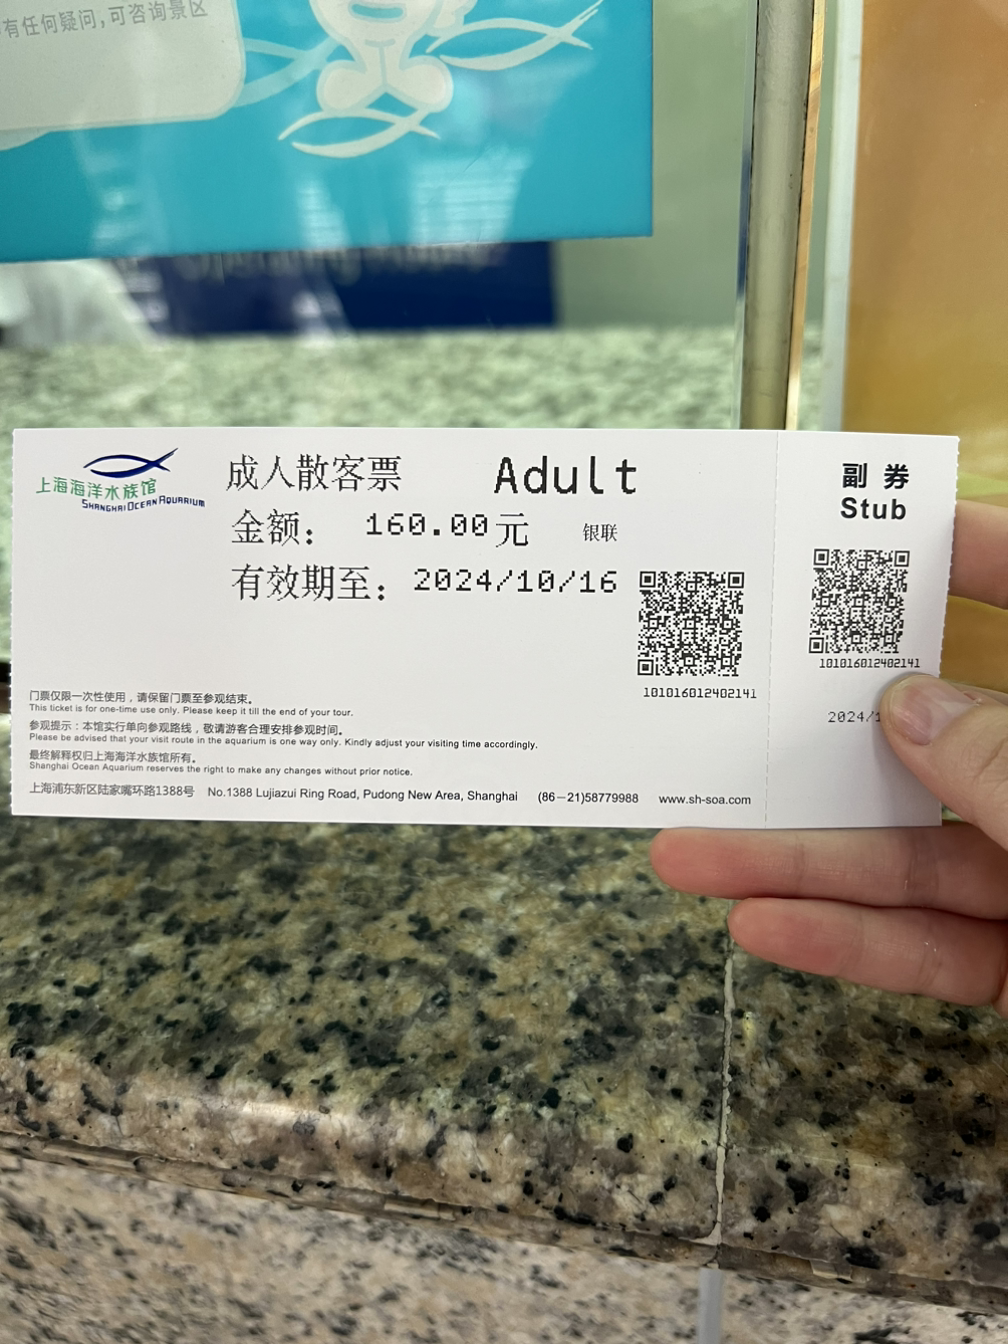 有任何疑问,可咨询景区
上海海洋水族馆
SHANGHAI OCEAN AQUARIUM
成人散客票 Adult
金额: 160.00元 银联
有效期至: 2024/10/16
101016012402141
门票仅限一次性使用，请保留门票至参观结束。
This ticket is for one-time use only. Please keep it till the end of your tour.
参观提示：本馆实行单向参观路线，敬请游客合理安排参观时间。
Please be advised that your visit route in the aquarium is one way only. Kindly adjust your visiting time accordingly.
最终解释权归上海海洋水族馆所有。
Shanghai Ocean Aquarium reserves the right to make any changes without prior notice.
上海浦东新区陆家嘴环路1388号 No.1388 Lujiazui Ring Road, Pudong New Area, Shanghai (86－21)58779988 www.sh-soa.com
副 券
Stub
101016012402141
2024/1